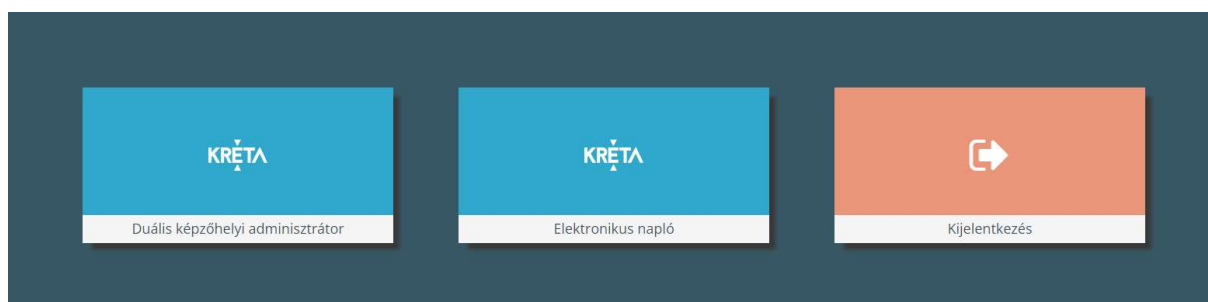 KRÉTA
KRÉTA
Duális képzőhelyi adminisztrátor
Elektronikus napló
Kijelentkezés